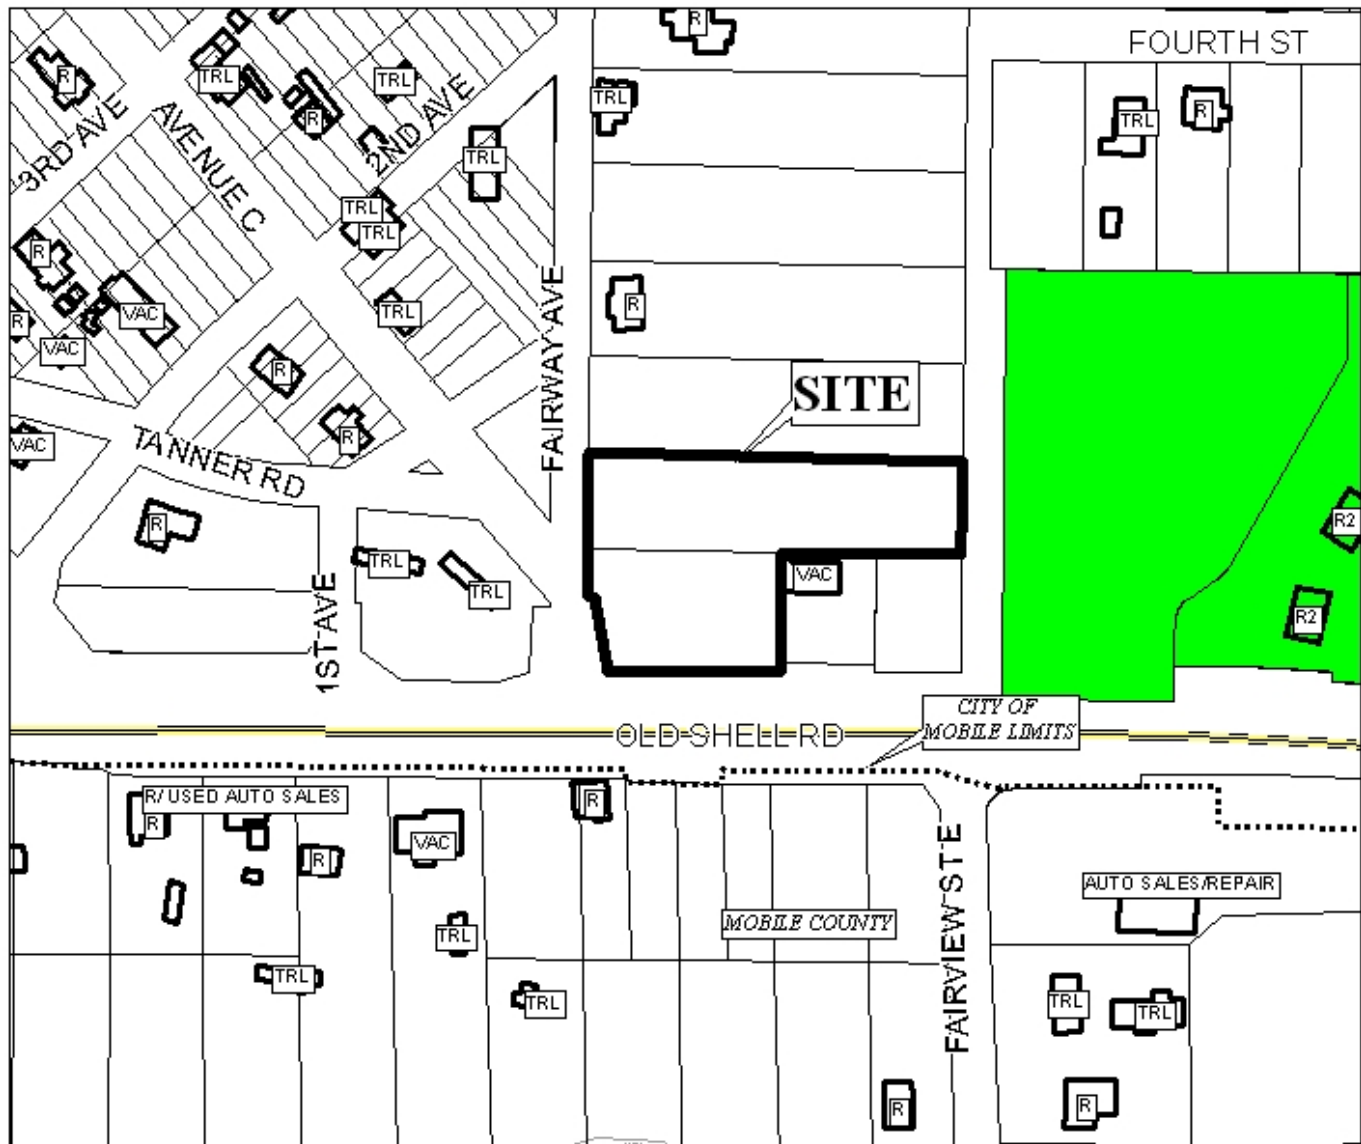 R
FOURTH ST
R
TRL
TRL
TRL
R
3RD AVE
AVENUE C
2ND AVE
TRL
TRL
R
TRL
TRL
R
R
VAC
VAC
R
TRL
FAIRWAY AVE
R
R
SITE
VAC
R
TANNER RD
R
TRL
TRL
1ST AVE
VAC
R2
R2
CITY OF
MOBILE LIMITS
OLD SHELL RD
R/ USED AUTO SALES
R
R
VAC
R
TRL
TRL
TRL
MOBILE COUNTY
FAIRVIEW ST E
AUTO SALES/REPAIR
TRL
TRL
R
R